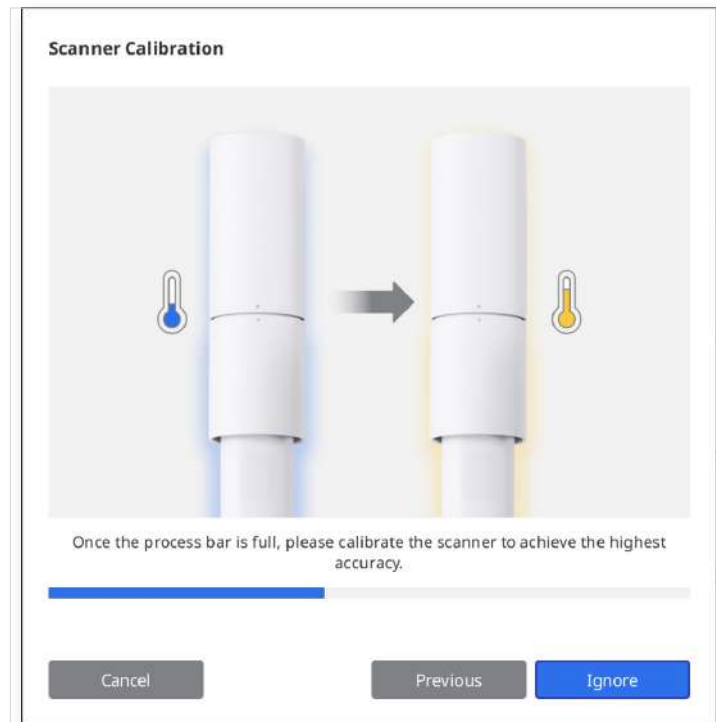 Scanner Calibration
Once the process bar is full, please calibrate the scanner to achieve the highest
accuracy.
Cancel
Previous
Ignore